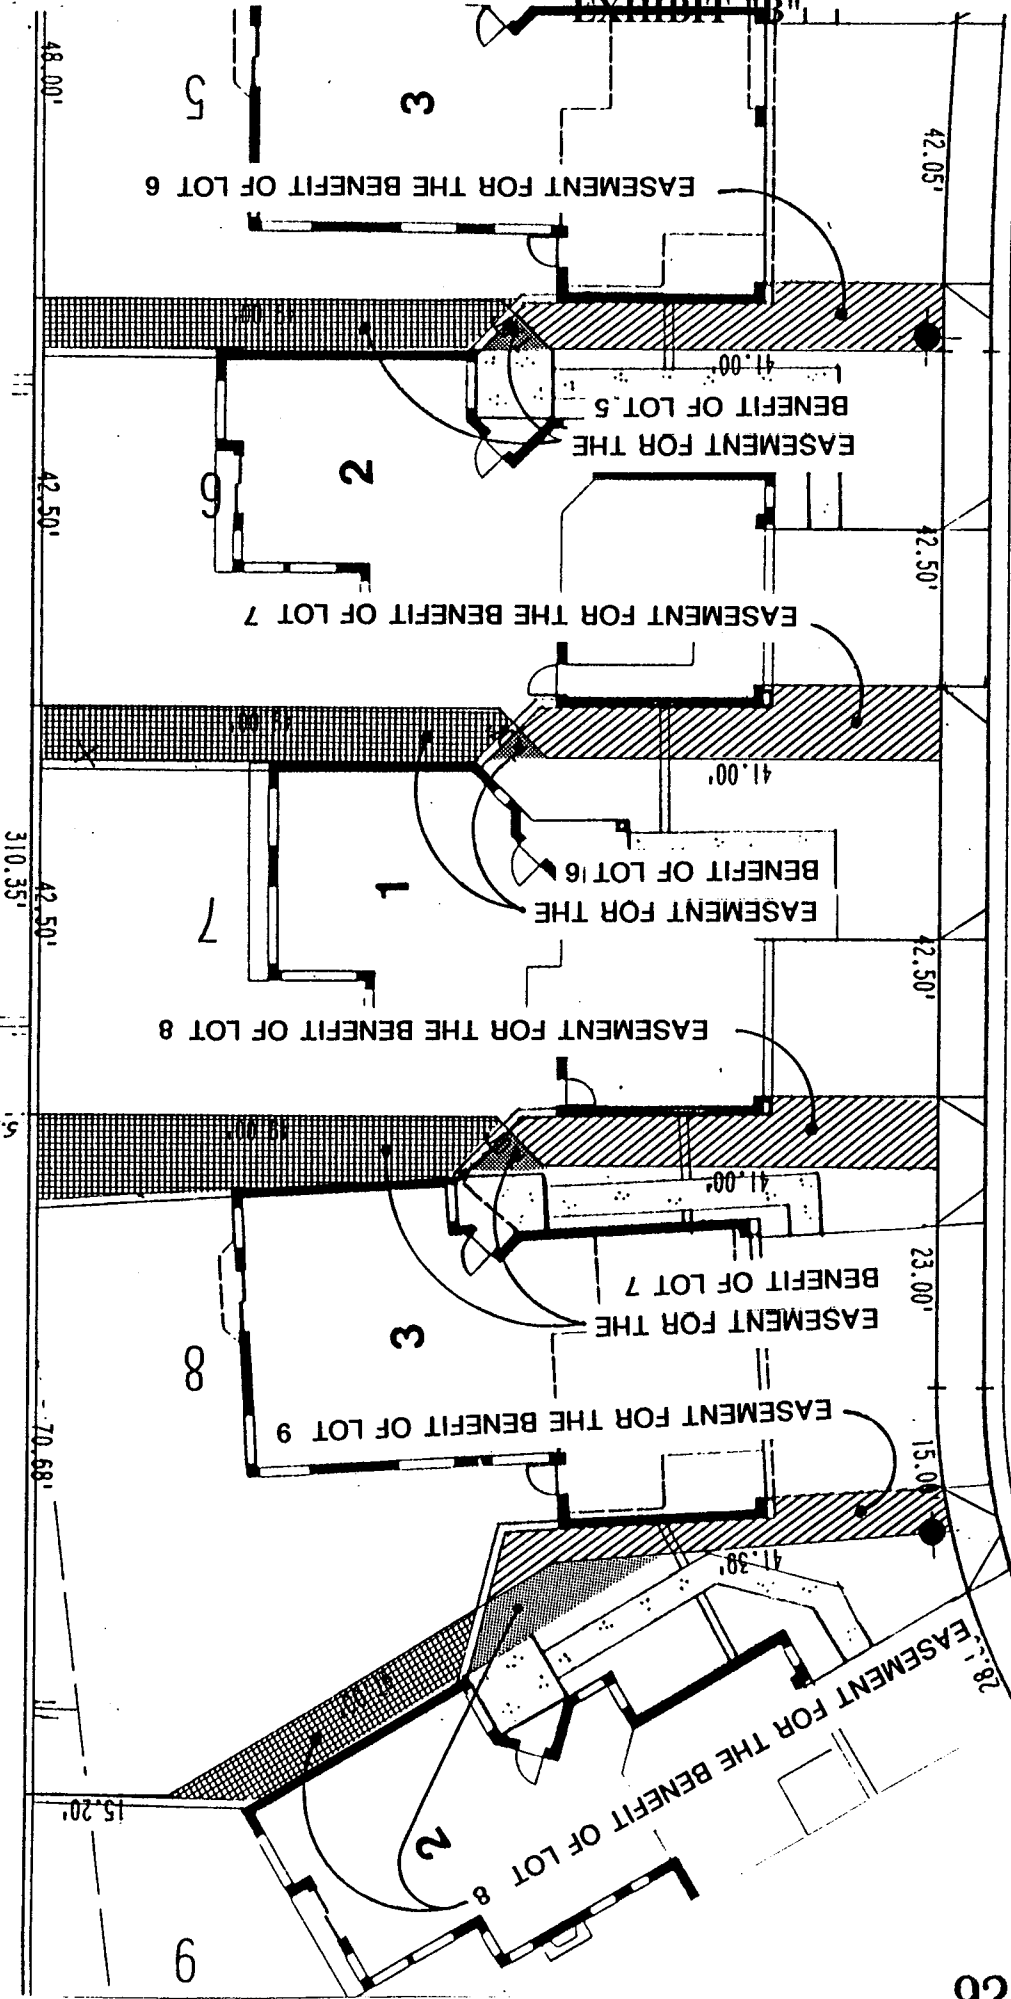 EXHIBIT "B"
48.00'
5
3
42.05'
EASEMENT FOR THE BENEFIT OF LOT 6
41.00'
EASEMENT FOR THE
BENEFIT OF LOT 5
6
2
42.50'
42.50'
EASEMENT FOR THE BENEFIT OF LOT 7
41.00'
EASEMENT FOR THE
BENEFIT OF LOT 6
310.35'
42.50'
7
1
42.50'
EASEMENT FOR THE BENEFIT OF LOT 8
49.00'
41.00'
EASEMENT FOR THE
BENEFIT OF LOT 7
23.00'
8
3
EASEMENT FOR THE BENEFIT OF LOT 9
70.68'
41.39'
15.20'
EASEMENT FOR THE BENEFIT OF LOT 8
2
9
92